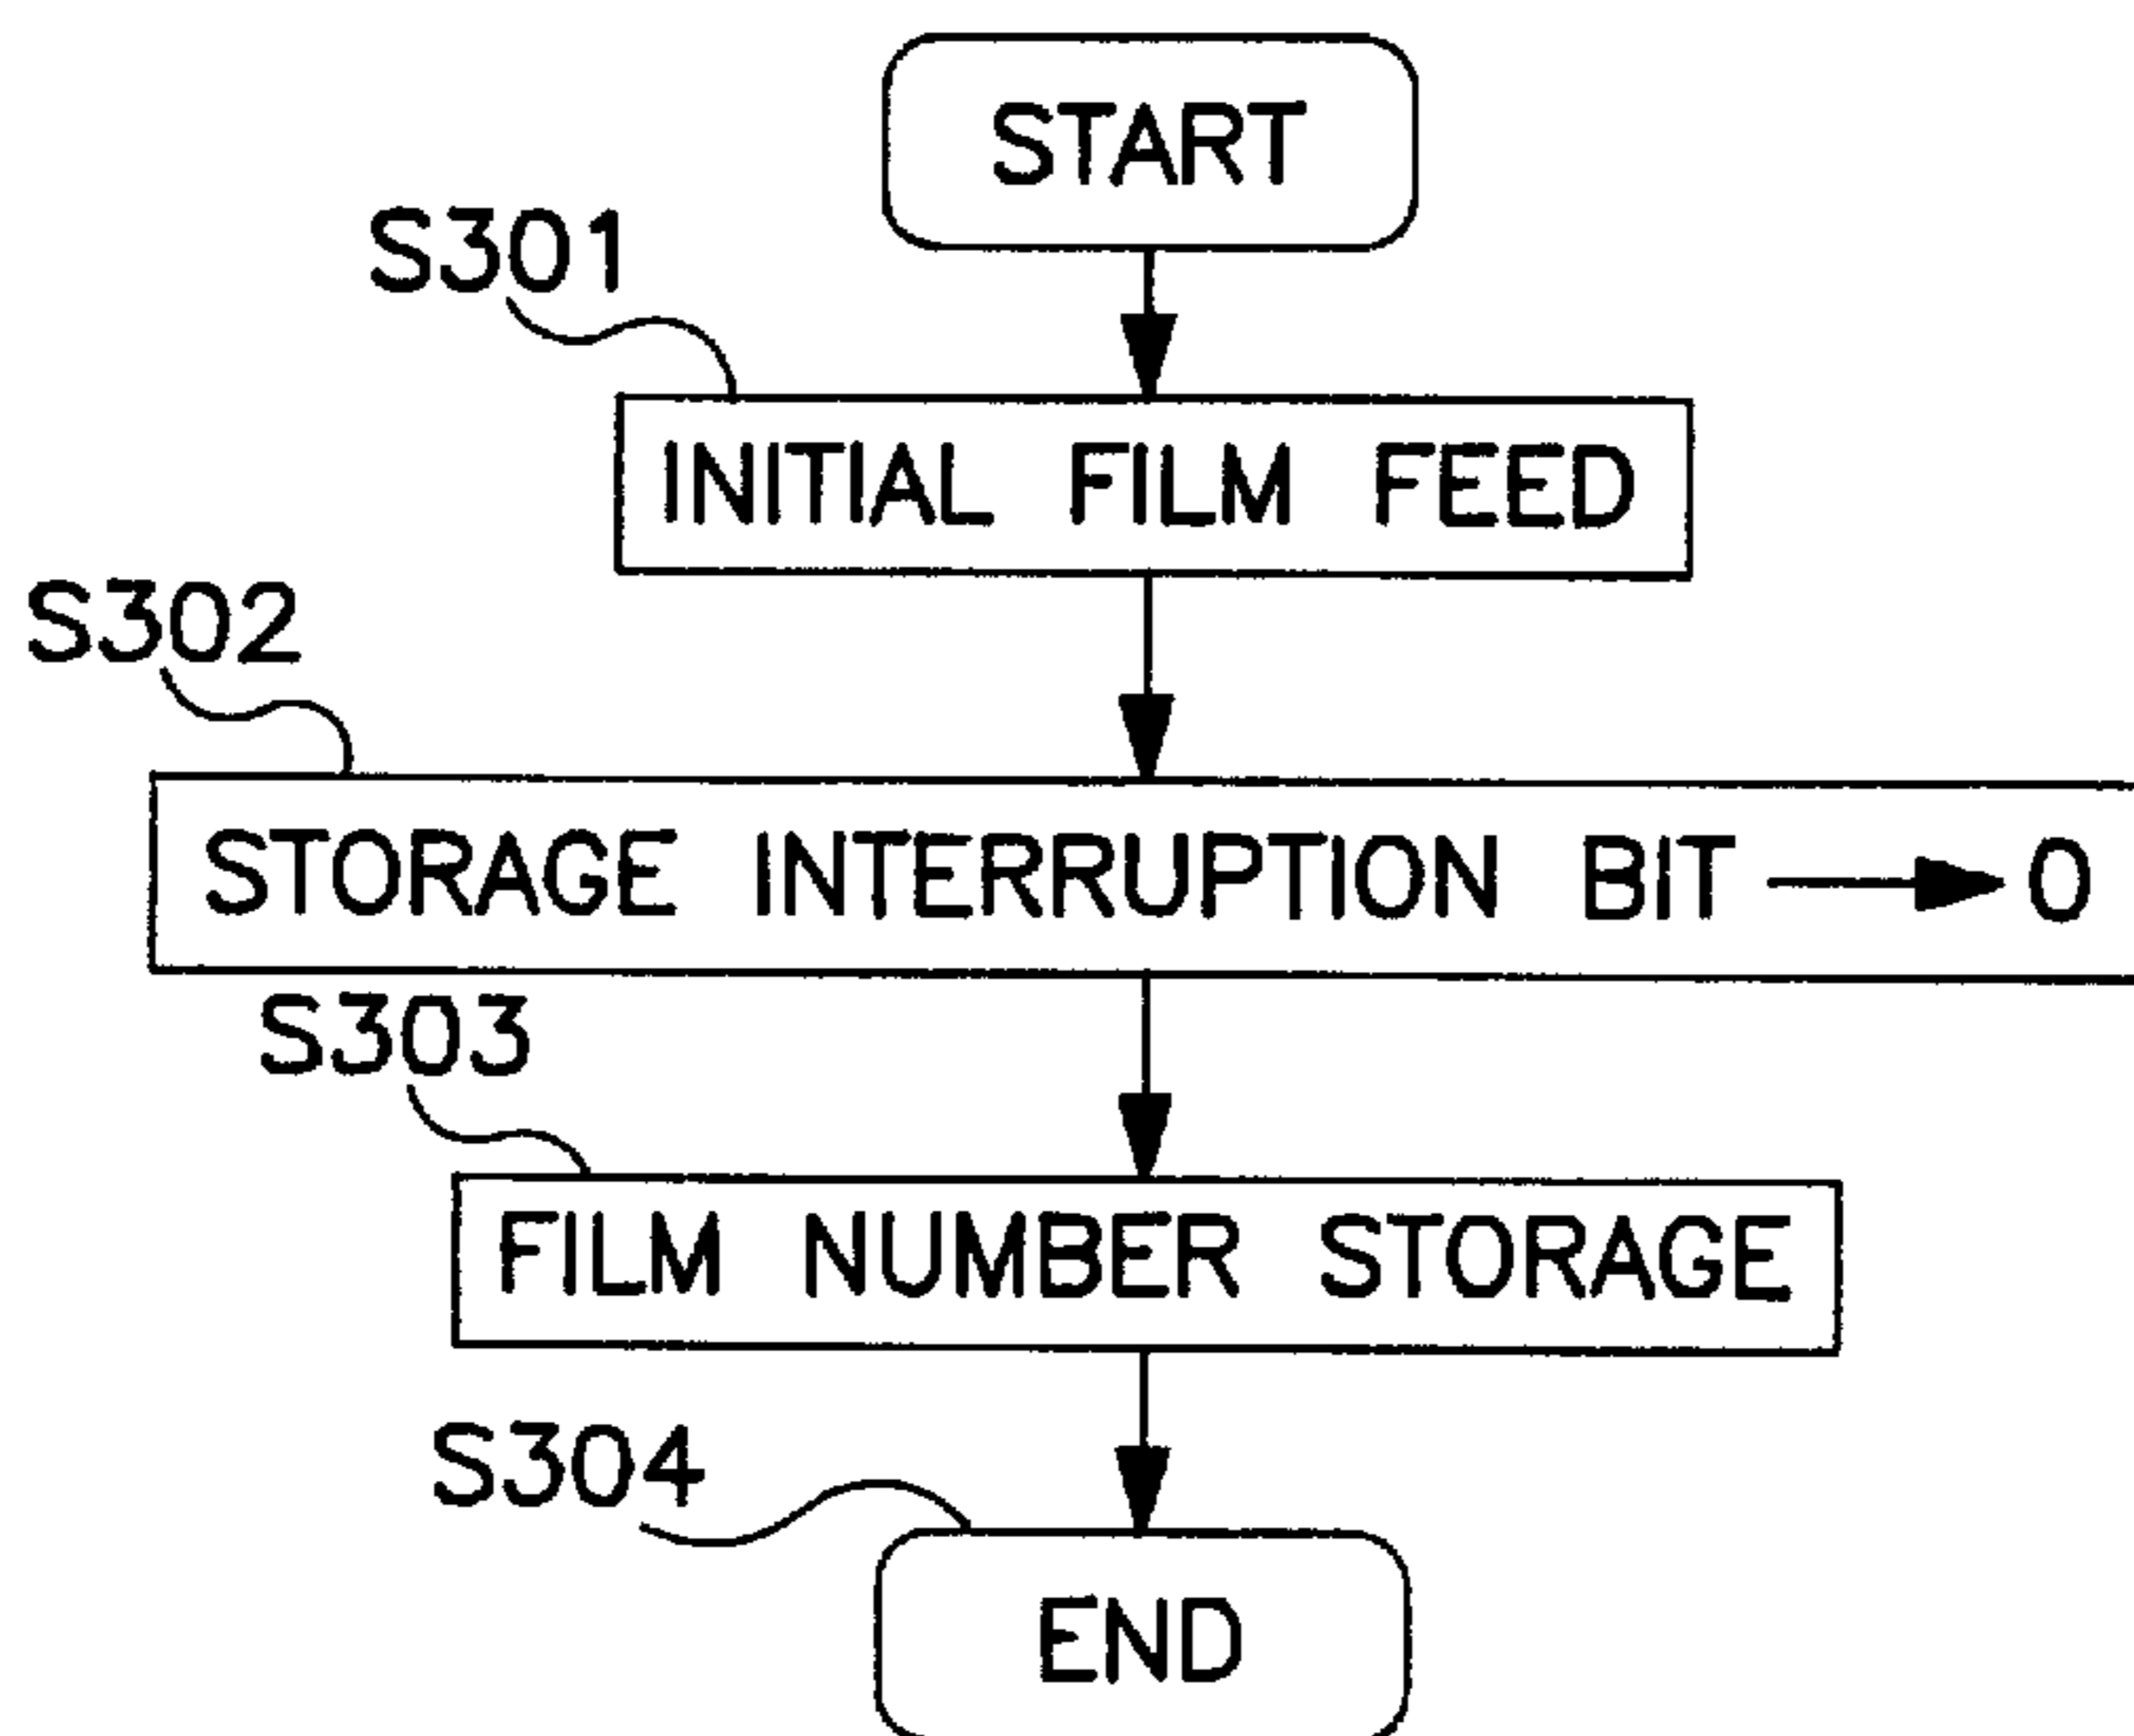 START
S301
INITIAL FILM FEED
S302
STORAGE INTERRUPTION BIT → 0
S303
FILM NUMBER STORAGE
S304
END